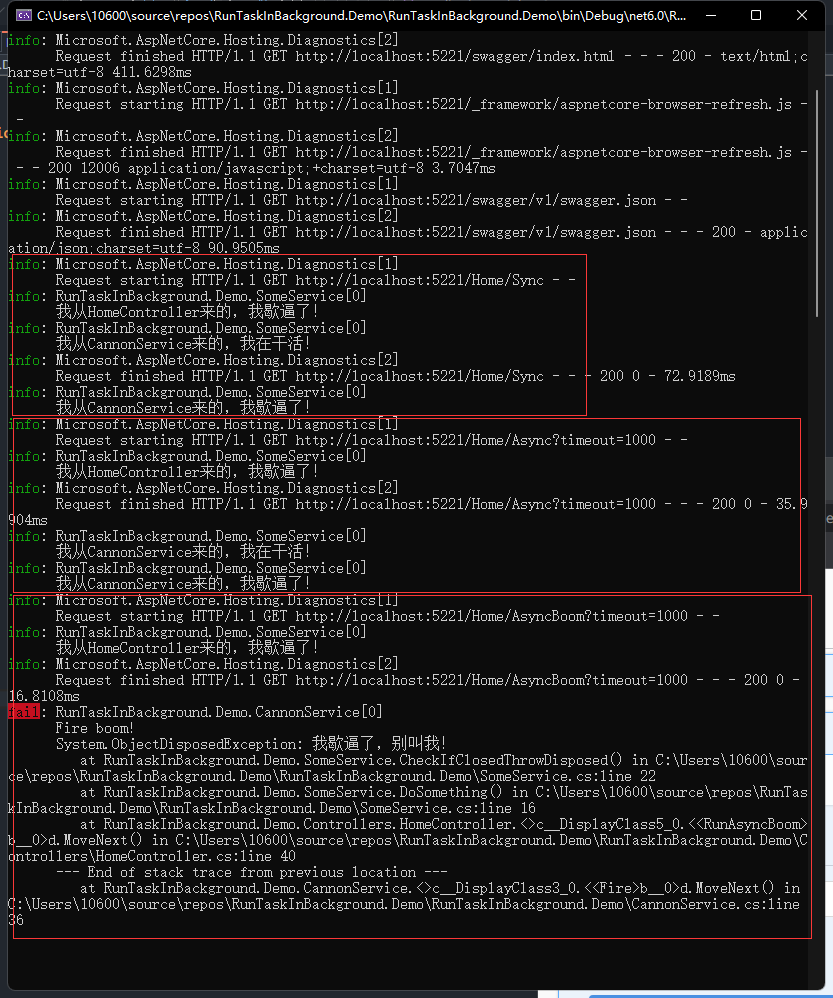 C:\Users\10600\source\repos\RunTaskInBackground.Demo\RunTaskInBackground.Demo\bin\Debug\net6.0\R...
info: Microsoft.AspNetCore.Hosting.Diagnostics[2]
Request finished HTTP/1.1 GET http://localhost:5221/swagger/index.html - - - 200 - text/html;c
harset=utf-8 411.6298ms
info: Microsoft.AspNetCore.Hosting.Diagnostics[1]
Request starting HTTP/1.1 GET http://localhost:5221/_framework/aspnetcore-browser-refresh.js -
-
info: Microsoft.AspNetCore.Hosting.Diagnostics[2]
Request finished HTTP/1.1 GET http://localhost:5221/_framework/aspnetcore-browser-refresh.js -
- - 200 12006 application/javascript;+charset=utf-8 3.7047ms
info: Microsoft.AspNetCore.Hosting.Diagnostics[1]
Request starting HTTP/1.1 GET http://localhost:5221/swagger/v1/swagger.json - -
info: Microsoft.AspNetCore.Hosting.Diagnostics[2]
Request finished HTTP/1.1 GET http://localhost:5221/swagger/v1/swagger.json - - - 200 - applic
ation/json;charset=utf-8 90.9505ms
info: Microsoft.AspNetCore.Hosting.Diagnostics[1]
Request starting HTTP/1.1 GET http://localhost:5221/Home/Sync - -
info: RunTaskInBackground.Demo.SomeService[0]
我从HomeController来的，我歇逼了！
info: RunTaskInBackground.Demo.SomeService[0]
我从CannonService来的，我在干活！
info: Microsoft.AspNetCore.Hosting.Diagnostics[2]
Request finished HTTP/1.1 GET http://localhost:5221/Home/Sync - - - 200 0 - 72.9189ms
info: RunTaskInBackground.Demo.SomeService[0]
我从CannonService来的，我歇逼了！
info: Microsoft.AspNetCore.Hosting.Diagnostics[1]
Request starting HTTP/1.1 GET http://localhost:5221/Home/Async?timeout=1000 - -
info: RunTaskInBackground.Demo.SomeService[0]
我从HomeController来的，我歇逼了！
info: Microsoft.AspNetCore.Hosting.Diagnostics[2]
Request finished HTTP/1.1 GET http://localhost:5221/Home/Async?timeout=1000 - - - 200 0 - 35.9
904ms
info: RunTaskInBackground.Demo.SomeService[0]
我从CannonService来的，我在干活！
info: RunTaskInBackground.Demo.SomeService[0]
我从CannonService来的，我歇逼了！
info: Microsoft.AspNetCore.Hosting.Diagnostics[1]
Request starting HTTP/1.1 GET http://localhost:5221/Home/AsyncBoom?timeout=1000 - -
info: RunTaskInBackground.Demo.SomeService[0]
我从HomeController来的，我歇逼了！
info: Microsoft.AspNetCore.Hosting.Diagnostics[2]
Request finished HTTP/1.1 GET http://localhost:5221/Home/AsyncBoom?timeout=1000 - - - 200 0 -
16.8108ms
fail: RunTaskInBackground.Demo.CannonService[0]
Fire boom!
System.ObjectDisposedException: 我歇逼了，别叫我！
at RunTaskInBackground.Demo.SomeService.CheckIfClosedThrowDisposed() in C:\Users\10600\sour
ce\repos\RunTaskInBackground.Demo\RunTaskInBackground.Demo\SomeService.cs:line 22
at RunTaskInBackground.Demo.SomeService.DoSomething() in C:\Users\10600\source\repos\RunTas
kInBackground.Demo\RunTaskInBackground.Demo\SomeService.cs:line 16
at RunTaskInBackground.Demo.Controllers.HomeController.<>c__DisplayClass5_0.<<RunAsyncBoom>
b__0>d.MoveNext() in C:\Users\10600\source\repos\RunTaskInBackground.Demo\RunTaskInBackground.Demo\C
ontrollers\HomeController.cs:line 40
--- End of stack trace from previous location ---
at RunTaskInBackground.Demo.CannonService.<>c__DisplayClass3_0.<<Fire>b__0>d.MoveNext() in
C:\Users\10600\source\repos\RunTaskInBackground.Demo\RunTaskInBackground.Demo\CannonService.cs:line
36